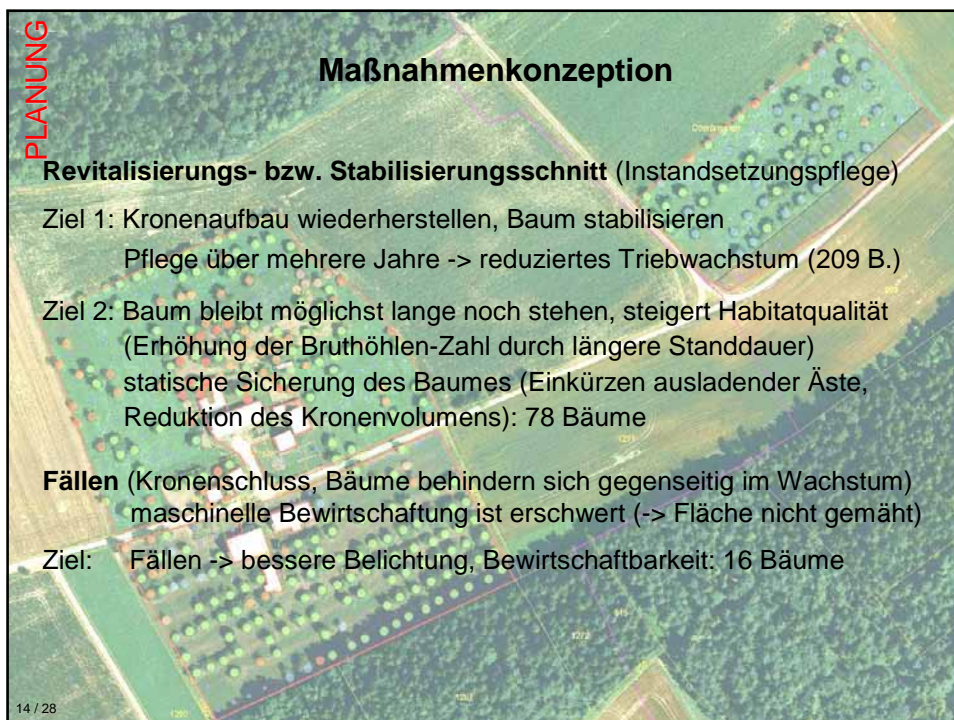 PLANUNG
Maßnahmenkonzeption
Revitalisierungs- bzw. Stabilisierungsschnitt (Instandsetzungspflege)
Ziel 1: Kronenaufbau wiederherstellen, Baum stabilisieren
Pflege über mehrere Jahre -> reduziertes Triebwachstum (209 B.)
Ziel 2: Baum bleibt möglichst lange noch stehen, steigert Habitatqualität
(Erhöhung der Bruthöhlen-Zahl durch längere Standdauer)
statische Sicherung des Baumes (Einkürzen ausladender Äste,
Reduktion des Kronenvolumens): 78 Bäume
Fällen (Kronenschluss, Bäume behindern sich gegenseitig im Wachstum)
maschinelle Bewirtschaftung ist erschwert (-> Fläche nicht gemäht)
Ziel: Fällen -> bessere Belichtung, Bewirtschaftbarkeit: 16 Bäume
1272
14 / 28